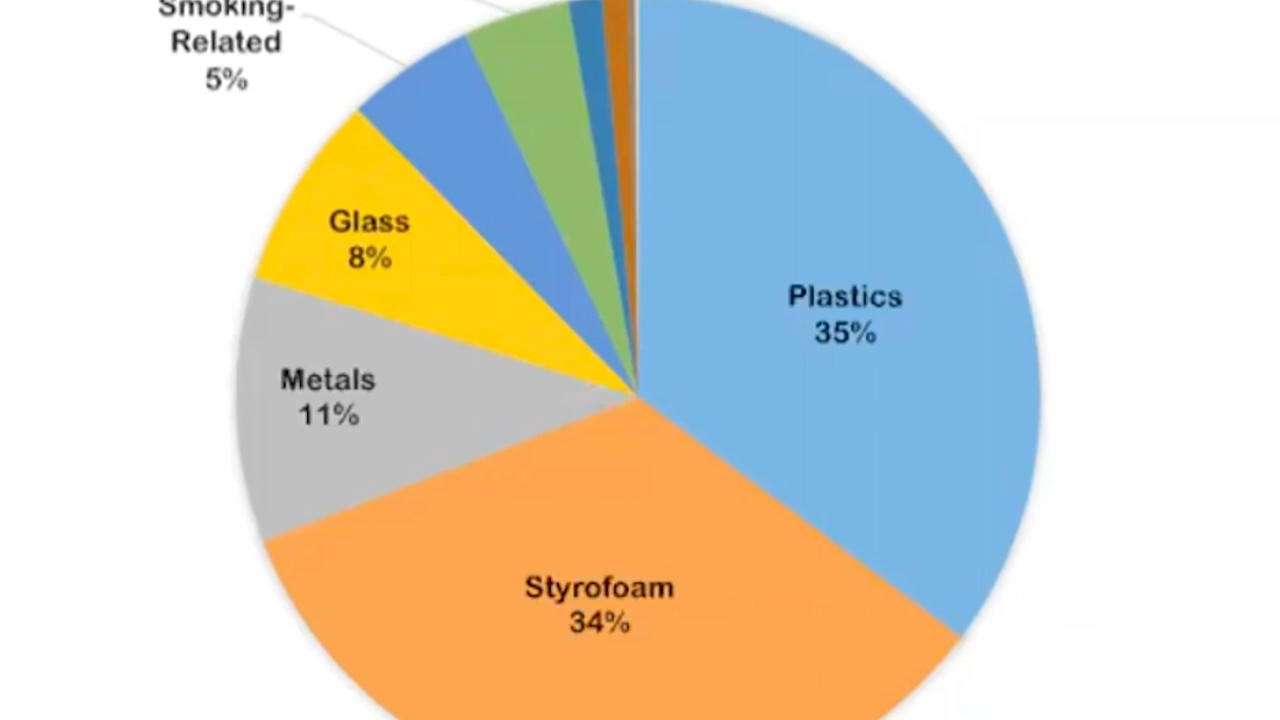 Smoking-
Related
5%
Glass
8%
Plastics
35%
Metals
11%
Styrofoam
34%